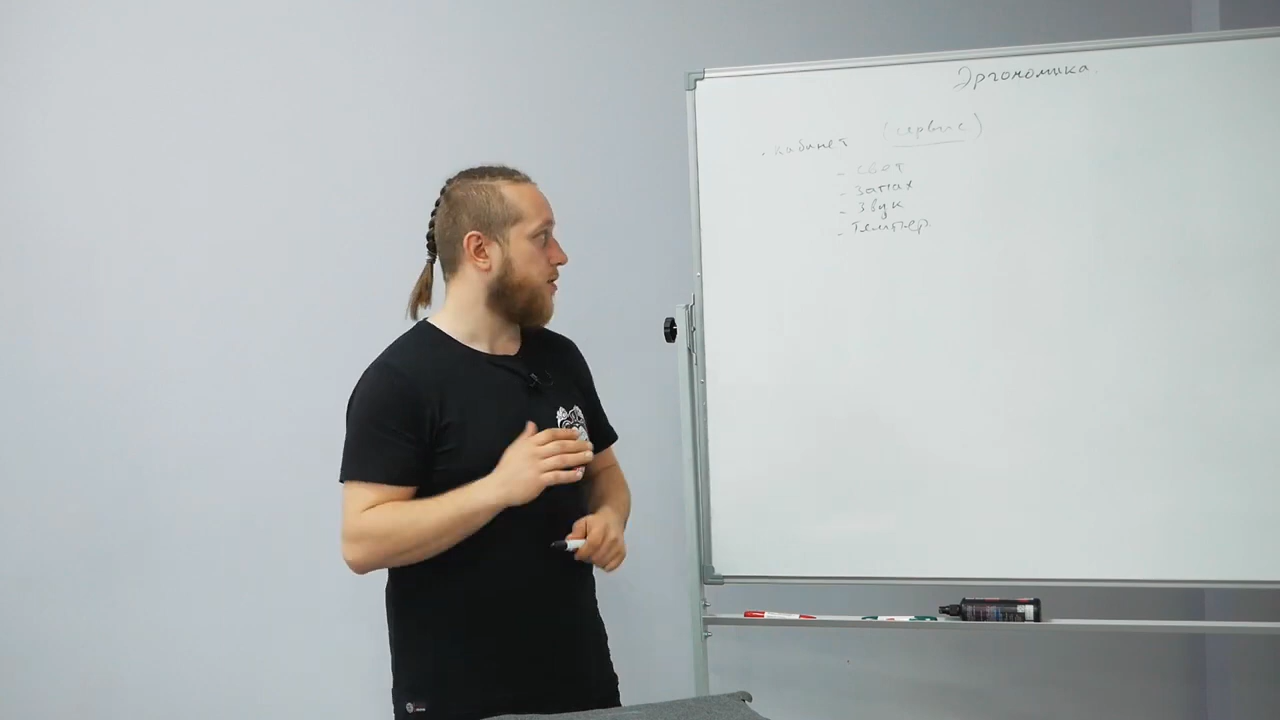 Эргономика.
(сервис)
• кабинет
- свет
- запах
- звук
- темпер.